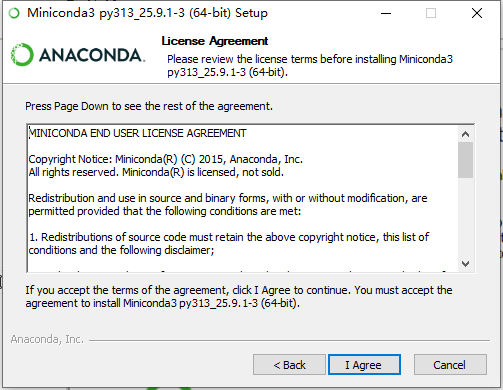 Miniconda3 py313_25.9.1-3 (64-bit) Setup
ANACONDA.
License Agreement
Please review the license terms before installing Miniconda3
py313_25.9.1-3 (64-bit).
Press Page Down to see the rest of the agreement.
MINICONDA END USER LICENSE AGREEMENT
Copyright Notice: Miniconda(R) (C) 2015, Anaconda, Inc.
All rights reserved. Miniconda(R) is licensed, not sold.
Redistribution and use in source and binary forms, with or without modification, are
permitted provided that the following conditions are met:
1. Redistributions of source code must retain the above copyright notice, this list of
conditions and the following disclaimer;
If you accept the terms of the agreement, click I Agree to continue. You must accept the
agreement to install Miniconda3 py313_25.9.1-3 (64-bit).
Anaconda, Inc.
< Back
I Agree
Cancel